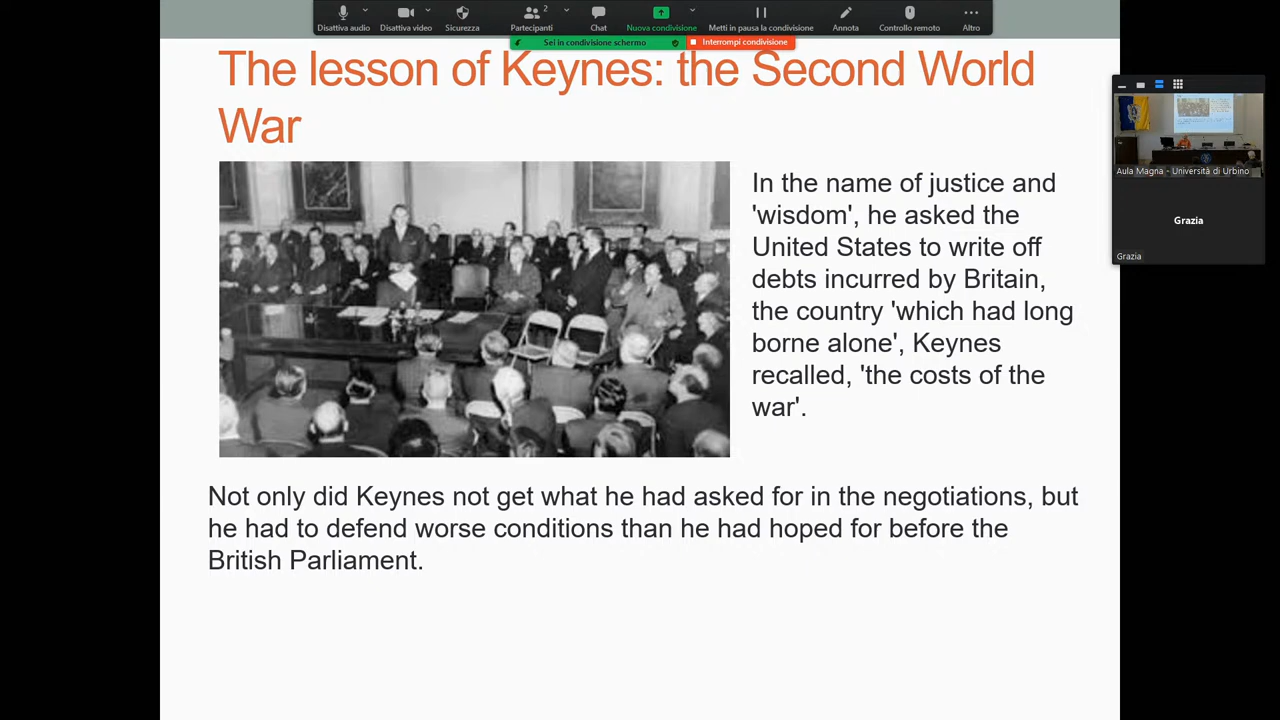 2
Disattiva audio
Disattiva video
Sicurezza
Partecipanti
Chat
Nuova condivisione
Metti in pausa la condivisione
Annota
Controllo remoto
Altro
Sei in condivisione schermo
Interrompi condivisione
The lesson of Keynes: the Second World
War
In the name of justice and
'wisdom', he asked the
United States to write off
debts incurred by Britain,
the country 'which had long
borne alone', Keynes
recalled, 'the costs of the
war'.
Not only did Keynes not get what he had asked for in the negotiations, but
he had to defend worse conditions than he had hoped for before the
British Parliament.
Aula Magna - Università di Urbino
Grazia
Grazia